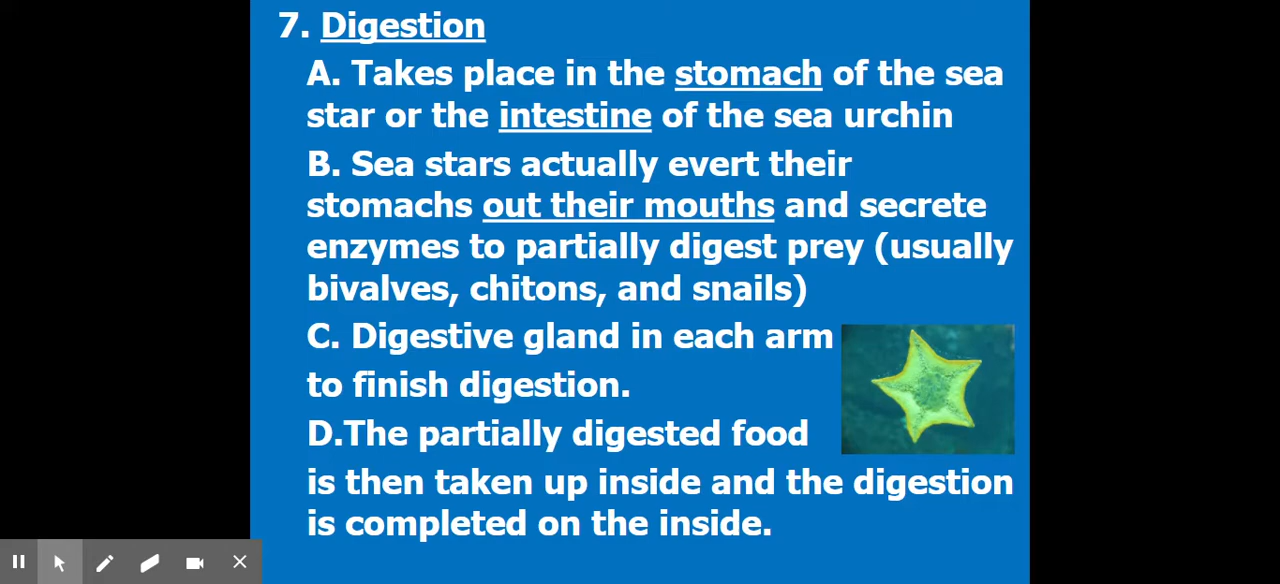 7. Digestion
A. Takes place in the stomach of the sea
star or the intestine of the sea urchin
B. Sea stars actually evert their
stomachs out their mouths and secrete
enzymes to partially digest prey (usually
bivalves, chitons, and snails)
C. Digestive gland in each arm
to finish digestion.
D.The partially digested food
is then taken up inside and the digestion
is completed on the inside.